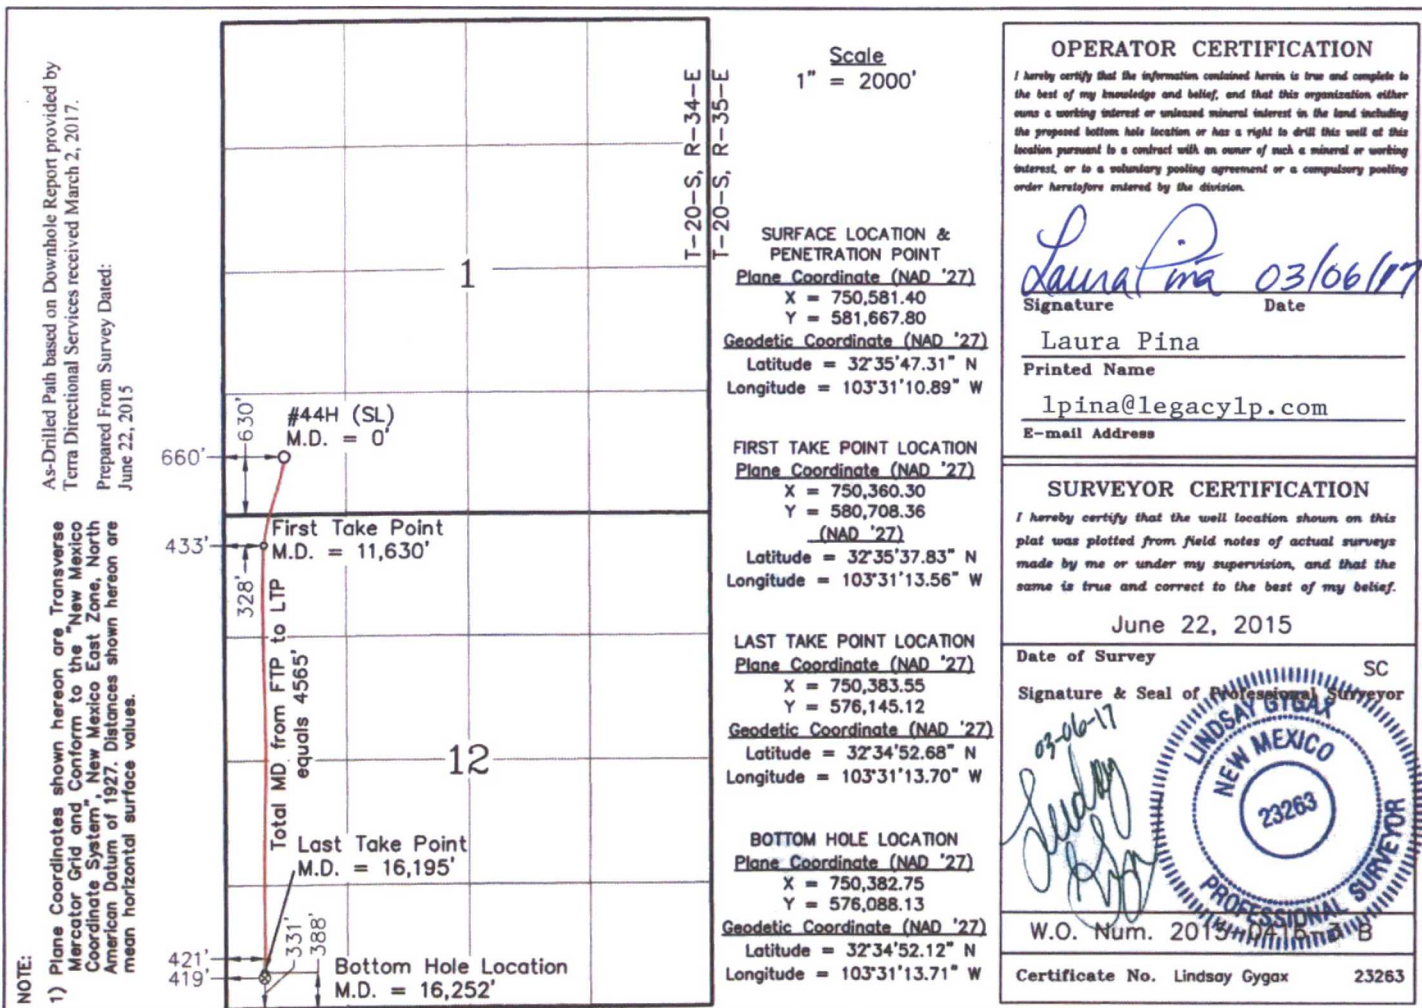 NOTE:
1) Plane Coordinates shown hereon are Transverse
Mercator Grid and Conform to the "New Mexico
Coordinate System", New Mexico East Zone, North
American Datum of 1927. Distances shown hereon are
mean horizontal surface values.
As-Drilled Path based on Downhole Report provided by
Terra Directional Services received March 2, 2017.
Prepared From Survey Dated:
June 22, 2015
1
T-20-S, R-34-E
T-20-S, R-35-E
630'
#44H (SL)
M.D. = 0'
660'
First Take Point
M.D. = 11,630'
433'
328'
Total MD from FTP to LTP
equals 4565'
12
Last Take Point
M.D. = 16,195'
331'
388'
421'
419'
Bottom Hole Location
M.D. = 16,252'
Scale
1" = 2000'
SURFACE LOCATION &
PENETRATION POINT
Plane Coordinate (NAD '27)
X = 750,581.40
Y = 581,667.80
Geodetic Coordinate (NAD '27)
Latitude = 32°35'47.31" N
Longitude = 103°31'10.89" W
FIRST TAKE POINT LOCATION
Plane Coordinate (NAD '27)
X = 750,360.30
Y = 580,708.36
(NAD '27)
Latitude = 32°35'37.83" N
Longitude = 103°31'13.56" W
LAST TAKE POINT LOCATION
Plane Coordinate (NAD '27)
X = 750,383.55
Y = 576,145.12
Geodetic Coordinate (NAD '27)
Latitude = 32°34'52.68" N
Longitude = 103°31'13.70" W
BOTTOM HOLE LOCATION
Plane Coordinate (NAD '27)
X = 750,382.75
Y = 576,088.13
Geodetic Coordinate (NAD '27)
Latitude = 32°34'52.12" N
Longitude = 103°31'13.71" W
OPERATOR CERTIFICATION
I hereby certify that the information contained herein is true and complete to
the best of my knowledge and belief, and that this organization either
owns a working interest or unleased mineral interest in the land including
the proposed bottom hole location or has a right to drill this well at this
location pursuant to a contract with an owner of such a mineral or working
interest, or to a voluntary pooling agreement or a compulsory pooling
order heretofore entered by the division.
Laura Pina 03/06/17
Signature Date
Laura Pina
Printed Name
lpina@legacylp.com
E-mail Address
SURVEYOR CERTIFICATION
I hereby certify that the well location shown on this
plat was plotted from field notes of actual surveys
made by me or under my supervision, and that the
same is true and correct to the best of my belief.
June 22, 2015
Date of Survey
SC
Signature & Seal of Professional Surveyor
03-06-17
Lindsay Gygax
LINDSAY GYGAX
NEW MEXICO
23263
PROFESSIONAL SURVEYOR
W.O. Num. 2015-0415 B
Certificate No. Lindsay Gygax 23263